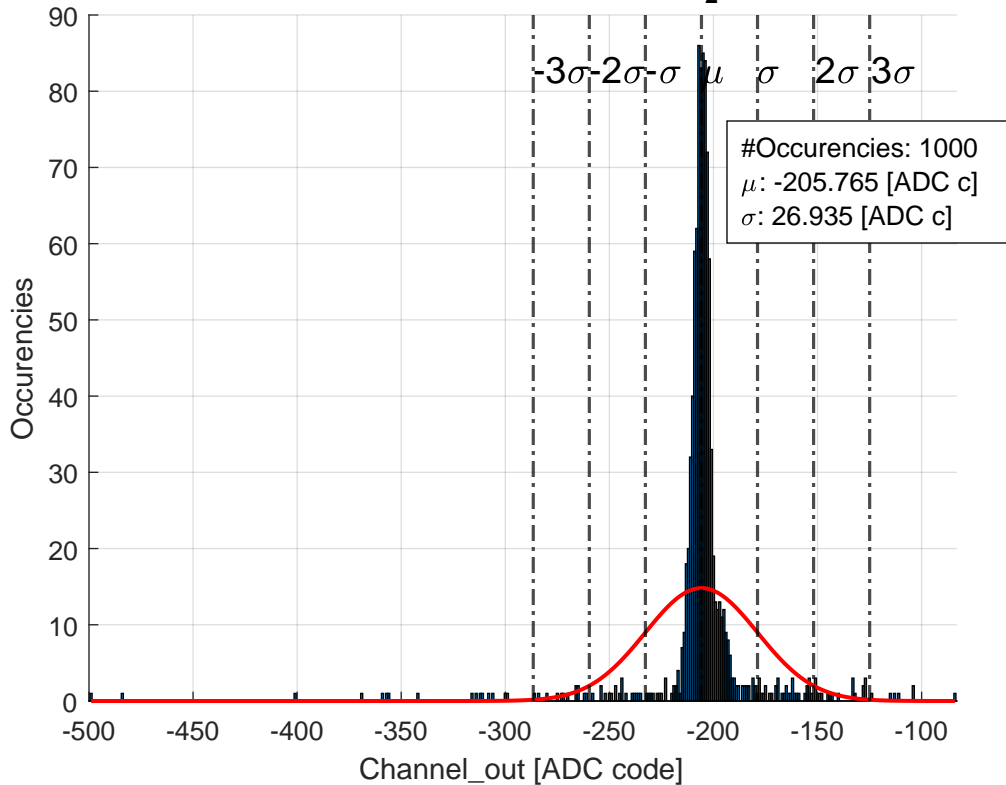 2
90
80
70
60
50
40
30
20
10
0
Occurencies
-3σ -2σ -σ μ σ 2σ 3σ
#Occurencies: 1000
μ: -205.765 [ADC c]
σ: 26.935 [ADC c]
-500 -450 -400 -350 -300 -250 -200 -150 -100
Channel_out [ADC code]